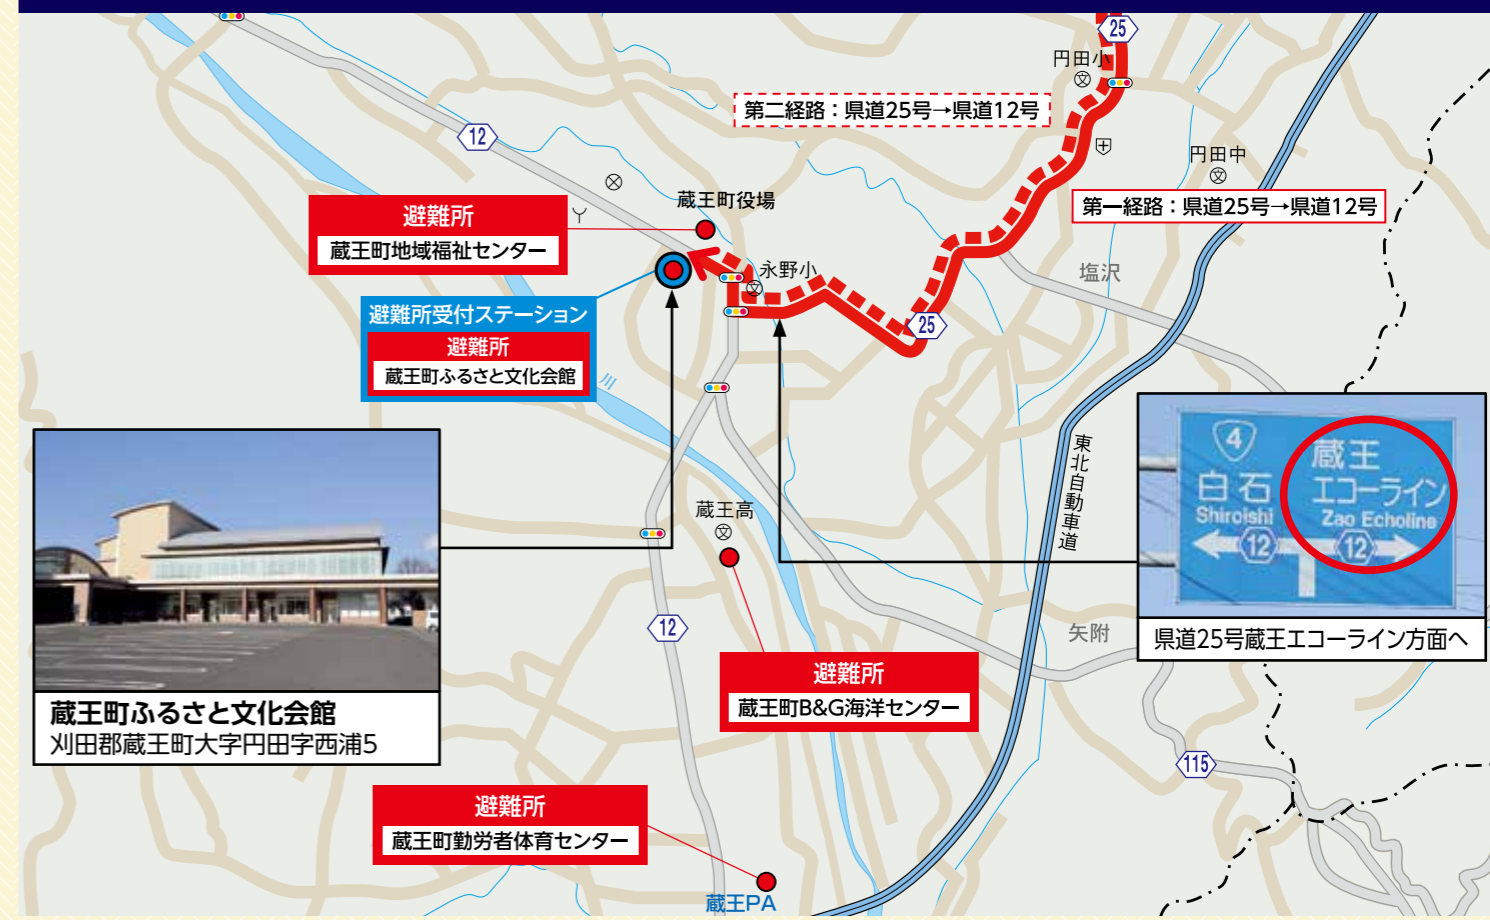 25
円田小
文
第二経路：県道25号→県道12号
12
円田中
文
蔵王町役場
避難所
蔵王町地域福祉センター
第一経路：県道25号→県道12号
永野小
文
塩沢
避難所受付ステーション
避難所
蔵王町ふるさと文化会館
25
川
東北自動車道
4
白石
Shiroishi
蔵王
エコーライン
Zao Echoline
12
12
県道25号蔵王エコーライン方面へ
蔵王高
文
12
矢附
避難所
蔵王町B&G海洋センター
蔵王町ふるさと文化会館
刈田郡蔵王町大字円田字西浦5
115
避難所
蔵王町勤労者体育センター
蔵王PA